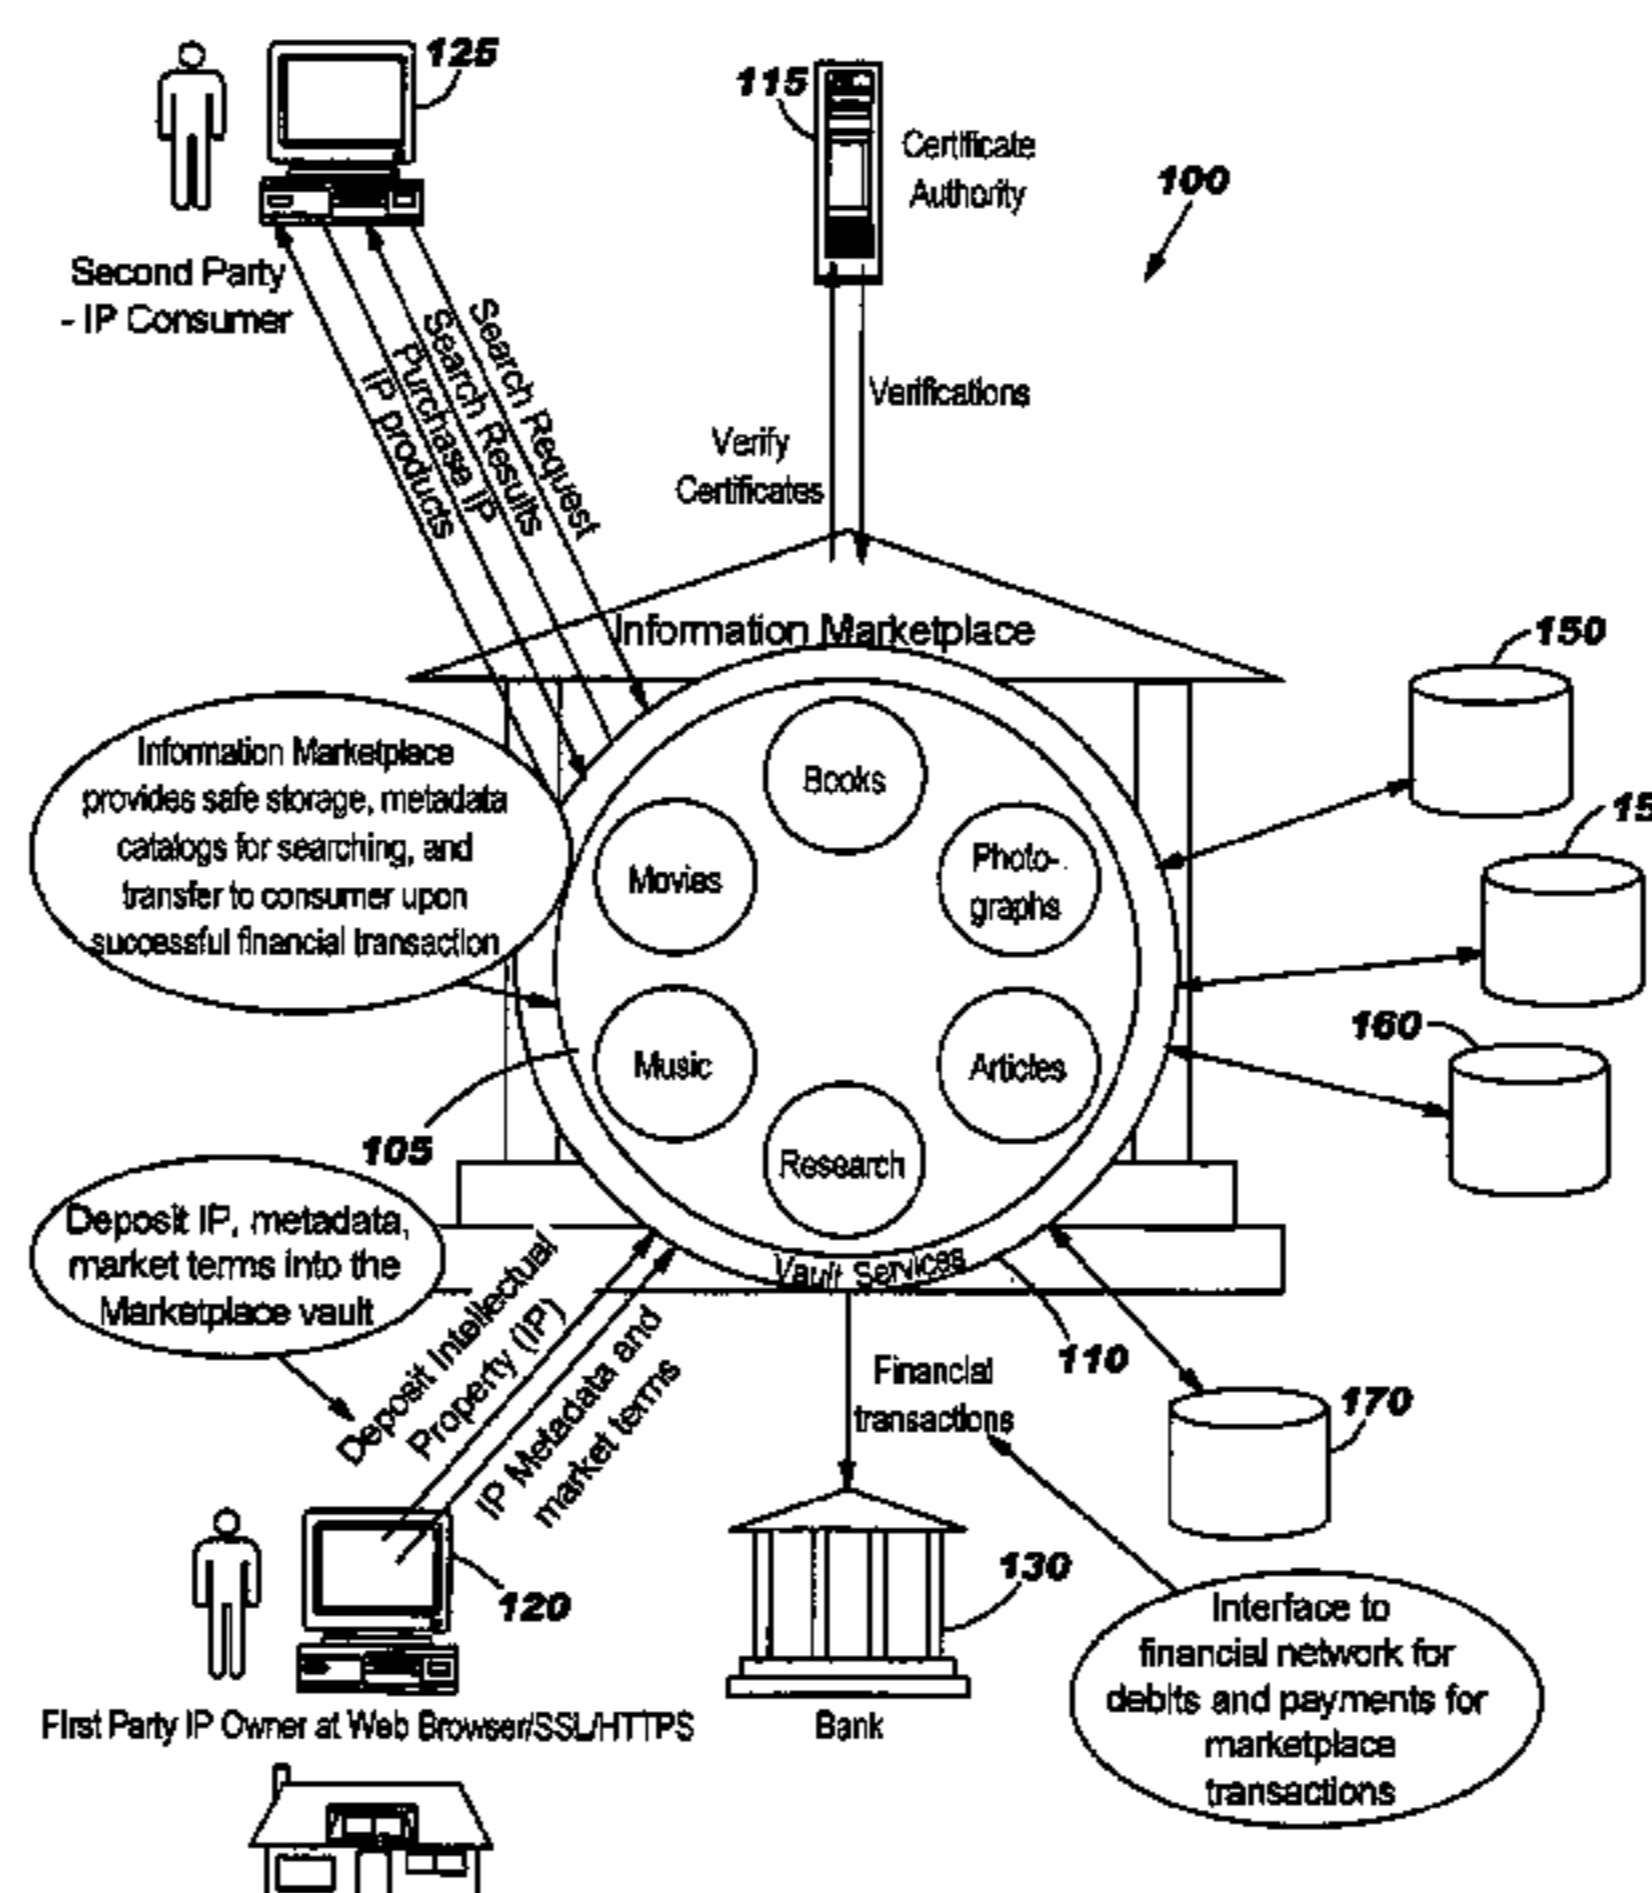 125
115
Certificate
Authority
100
Second Party
- IP Consumer
Search Request
Search Results
Purchase IP
IP products
Verifications
Verify
Certificates
Information Marketplace
150
Information Marketplace
provides safe storage, metadata
catalogs for searching, and
transfer to consumer upon
successful financial transaction
Books
Movies
Photo-
graphs
160
Music
Articles
105
Research
Deposit IP, metadata,
market terms into the
Marketplace vault
Vault Services
Deposit Intellectual
Property (IP)
IP Metadata and
market terms
110
Financial
transactions
170
120
130
Interface to
financial network for
debits and payments for
marketplace
transactions
First Party IP Owner at Web Browser/SSL/HTTPS
Bank